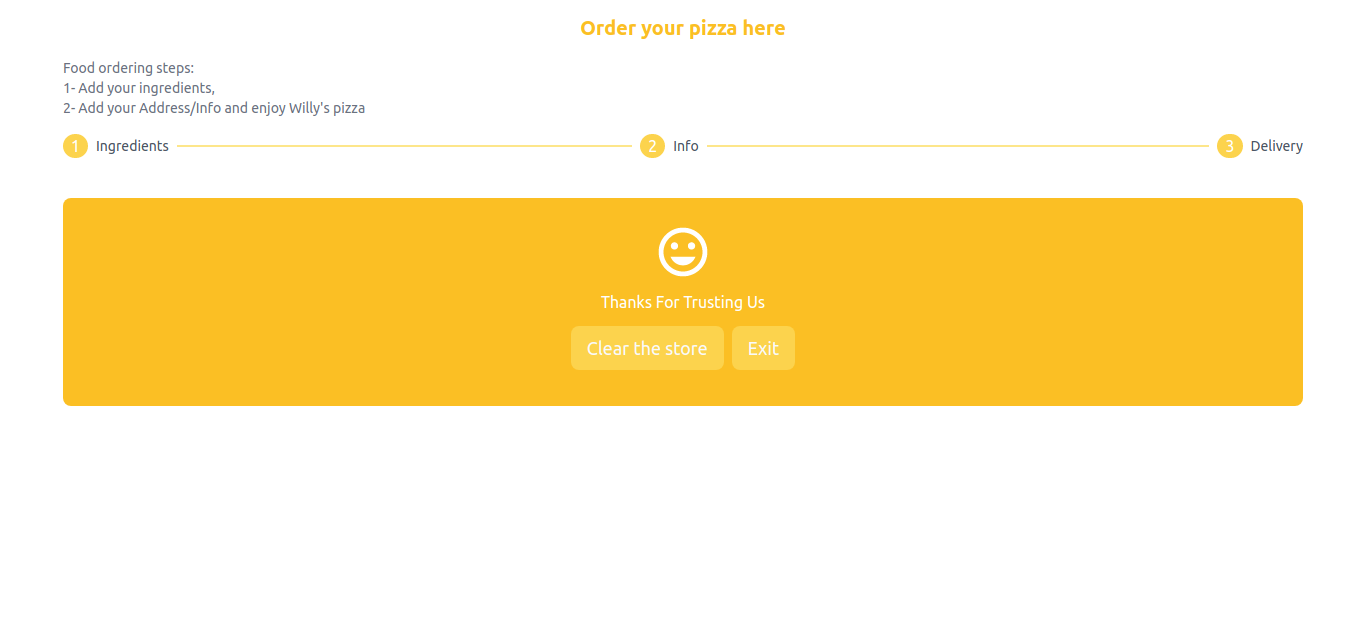 Order your pizza here
Food ordering steps:
1- Add your ingredients,
2- Add your Address/Info and enjoy Willy's pizza
1 Ingredients 2 Info 3 Delivery
Thanks For Trusting Us
Clear the store Exit